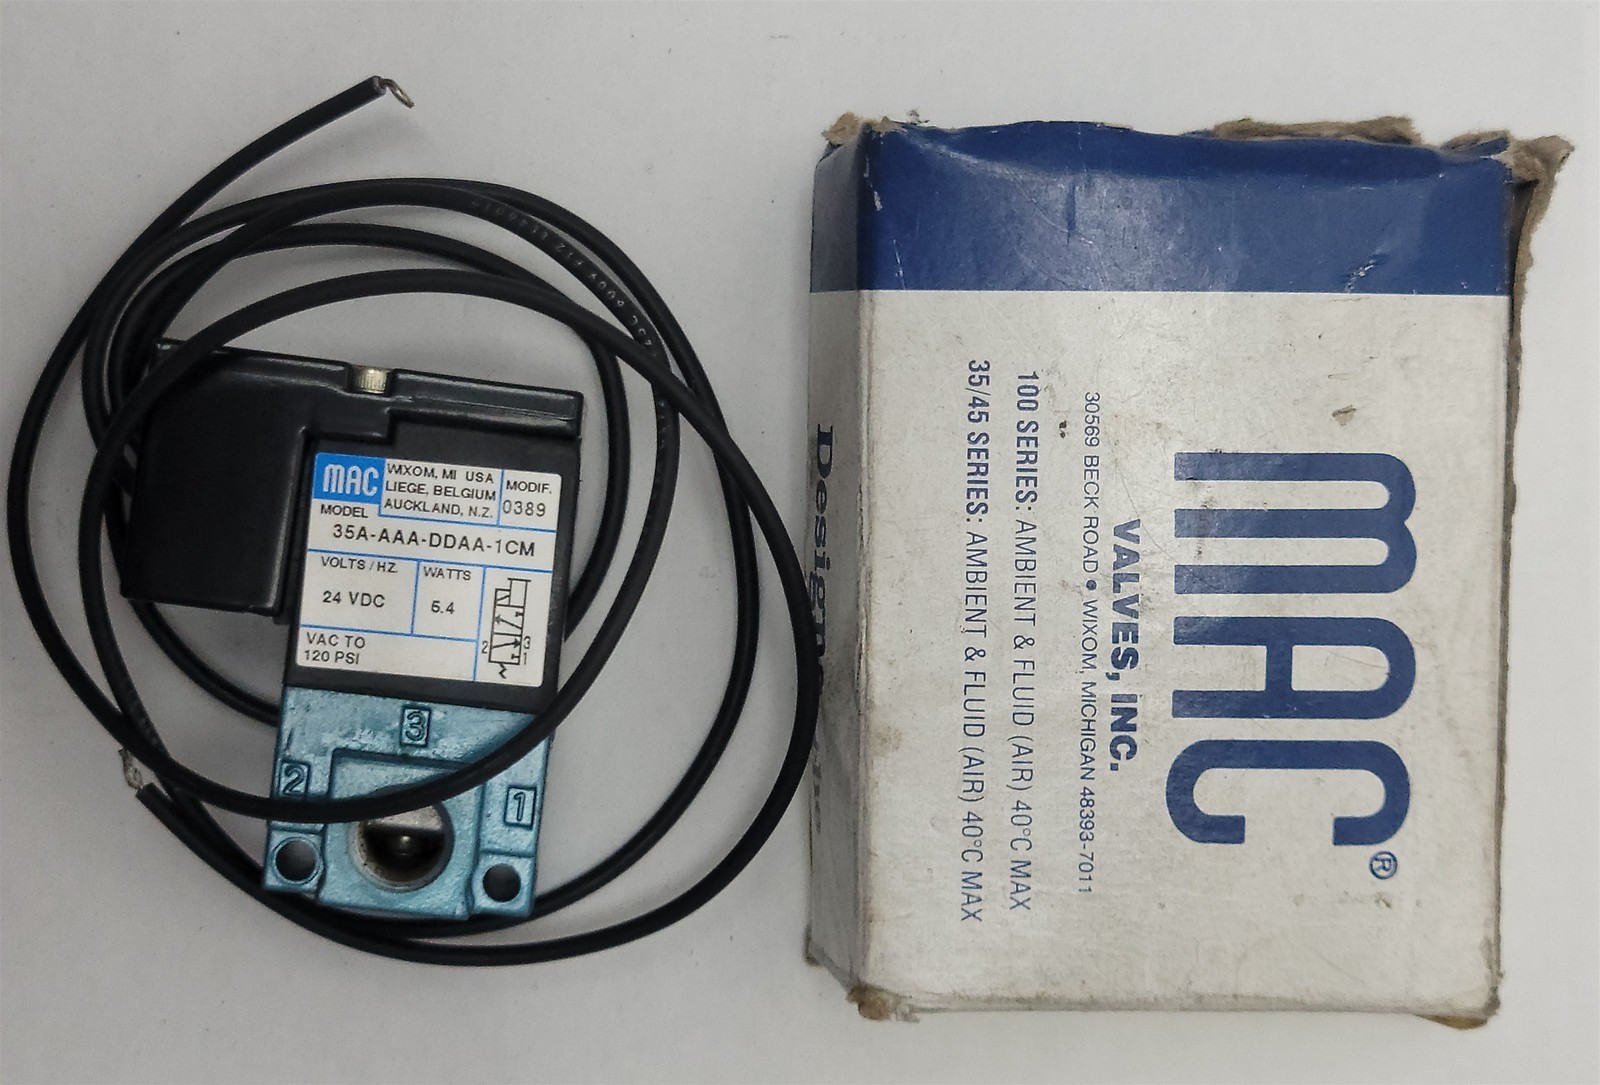 MAC
WIXOM, MI USA
LIEGE, BELGIUM
AUCKLAND, N.Z.
MODIF.
0389
MODEL
35A-AAA-DDAA-1CM
VOLTS / HZ.
24 VDC
WATTS
5.4
VAC TO
120 PSI
2
3
1
3
2
1
MAC®
VALVES, INC.
30569 BECK ROAD • WIXOM, MICHIGAN 48393-7011
100 SERIES: AMBIENT & FLUID (AIR) 40°C MAX
35/45 SERIES: AMBIENT & FLUID (AIR) 40°C MAX